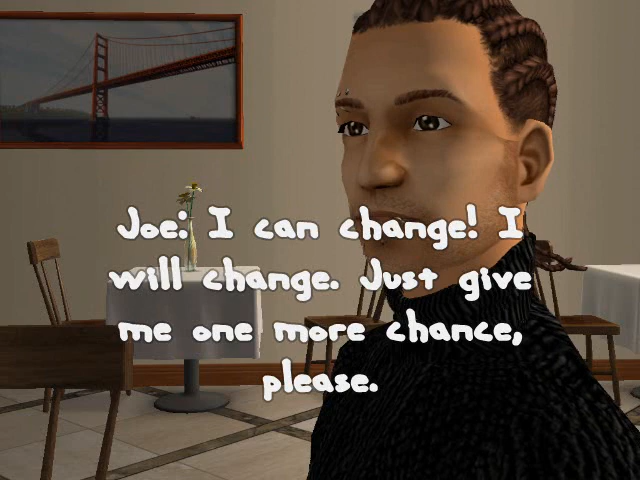 Joe: I can change! I
will change. Just give
me one more chance,
please.